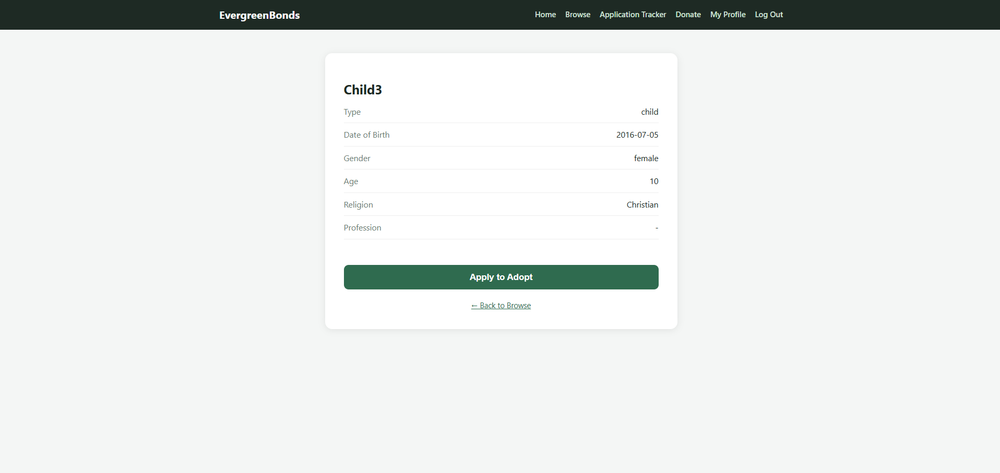 EvergreenBonds
Home Browse Application Tracker Donate My Profile Log Out
Child3
Type child
Date of Birth 2016-07-05
Gender female
Age 10
Religion Christian
Profession -
Apply to Adopt
← Back to Browse